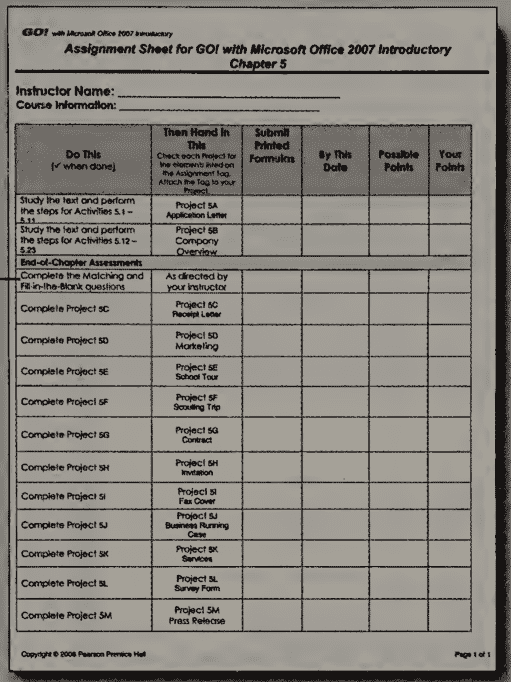 GO! with Microsoft Office 2007 Introductory
Assignment Sheet for GO! with Microsoft Office 2007 Introductory
Chapter 5
Instructor Name:
Course Information:
Do This
(✓ when done)
Then Hand in
This
Check each Project for
the elements listed on
the Assignment Tag.
Attach the Tag to your
Project.
Submit
Printed
Formulas
By This
Date
Possible
Points
Your
Points
Study the text and perform
the steps for Activities 5.1 –
5.11
Project 5A
Application Letter
Study the text and perform
the steps for Activities 5.12 –
5.23
Project 5B
Company
Overview
End-of-Chapter Assessments
Complete the Matching and
Fill-in-the-Blank questions
As directed by
your instructor
Complete Project 5C
Project 5C
Receipt Letter
Complete Project 5D
Project 5D
Marketing
Complete Project 5E
Project 5E
School Tour
Complete Project 5F
Project 5F
Scouting Trip
Complete Project 5G
Project 5G
Contract
Complete Project 5H
Project 5H
Invitation
Complete Project 5I
Project 5I
Fax Cover
Complete Project 5J
Project 5J
Business Running
Case
Complete Project 5K
Project 5K
Services
Complete Project 5L
Project 5L
Survey Form
Complete Project 5M
Project 5M
Press Release
Copyright © 2008 Pearson Prentice Hall
Page 1 of 1